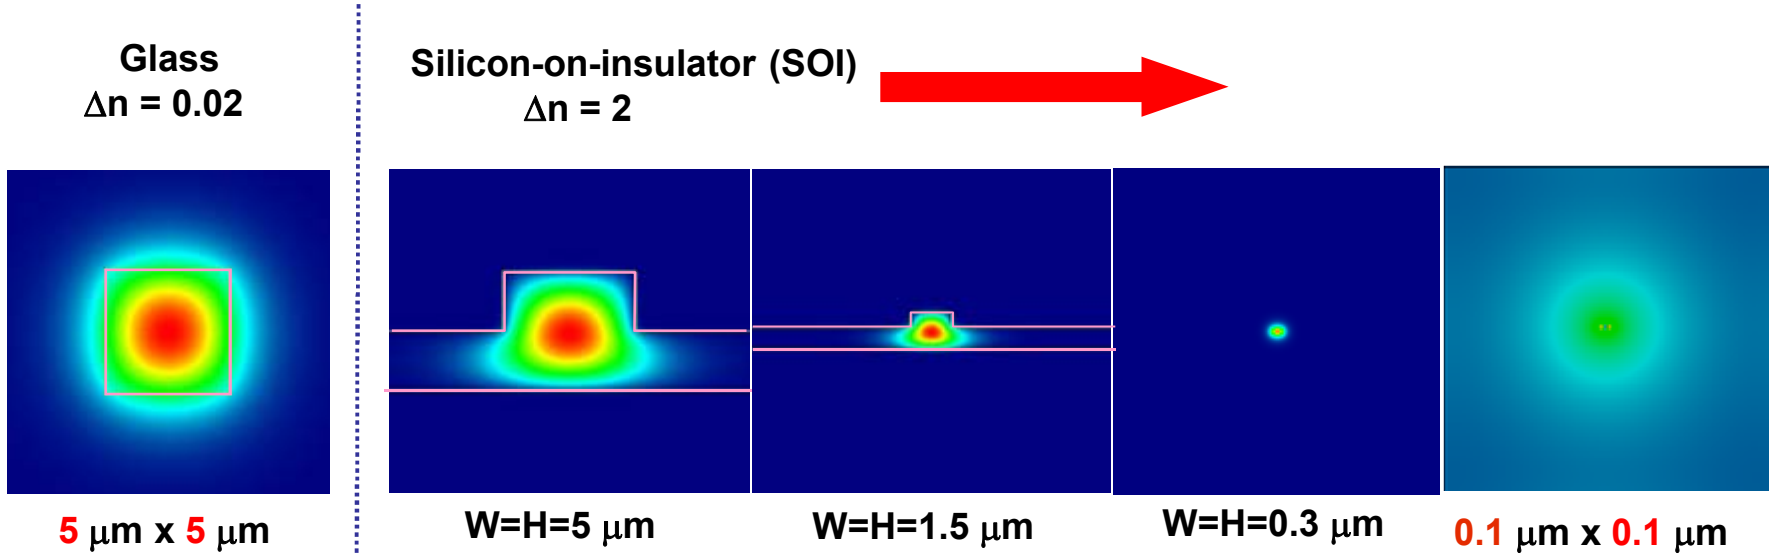 Glass
Δn = 0.02
Silicon-on-insulator (SOI)
Δn = 2
5 μm x 5 μm
W=H=5 μm
W=H=1.5 μm
W=H=0.3 μm
0.1 μm x 0.1 μm